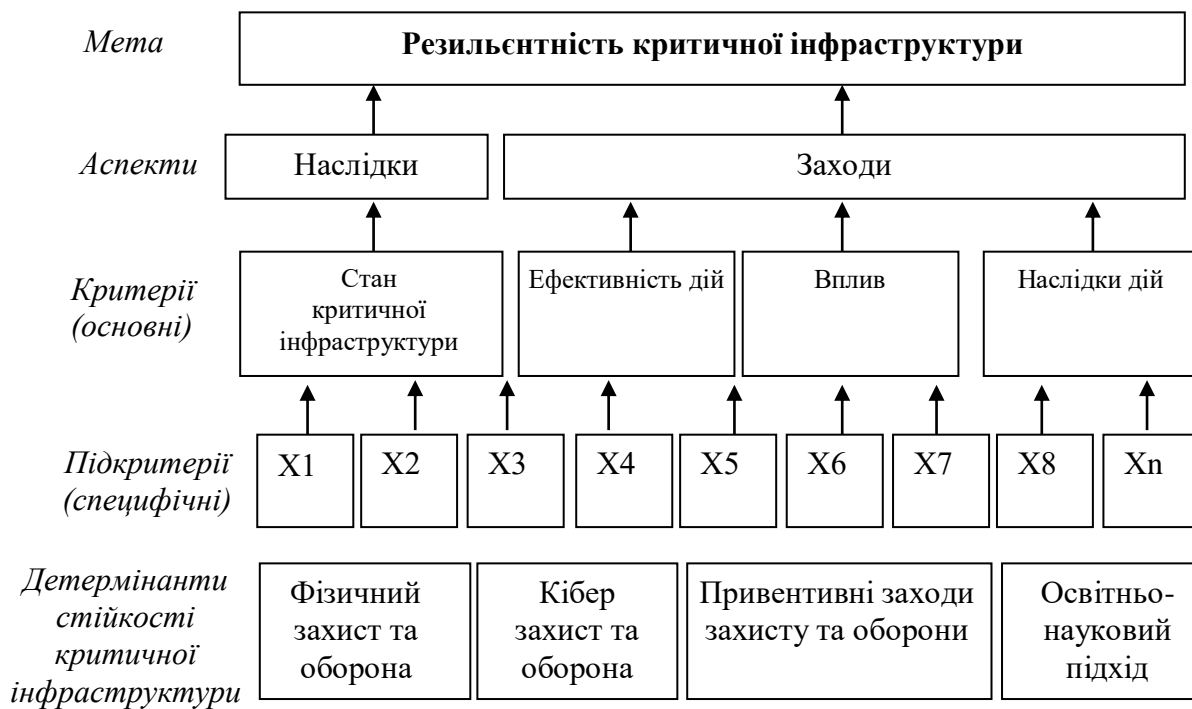 Мета
Резильєнтність критичної інфраструктури
Аспекти
Наслідки
Заходи
Критерії
(основні)
Стан
критичної
інфраструктури
Ефективність дій
Вплив
Наслідки дій
Підкритерії
(специфічні)
X1
X2
X3
X4
X5
X6
X7
X8
Xn
Детермінанти
стійкості
критичної
інфраструктури
Фізичний
захист та
оборона
Кібер
захист та
оборона
Привентивні заходи
захисту та оборони
Освітньо-
науковий
підхід